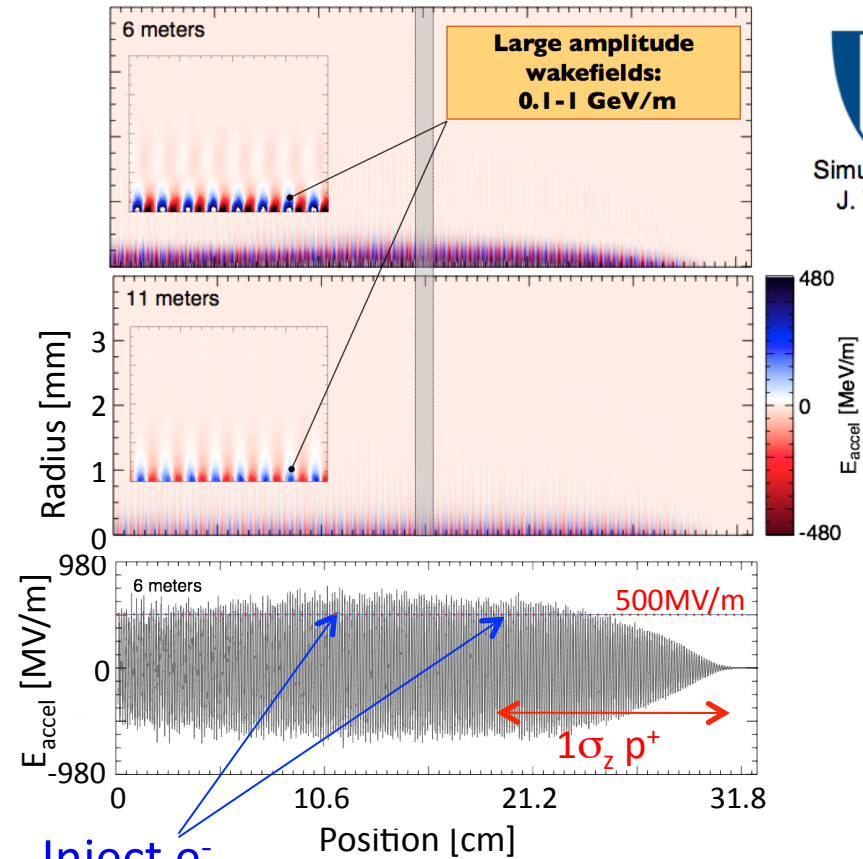 6 meters
Large amplitude
wakefields:
0.1-1 GeV/m
J.
11 meters
Radius [mm]
3
2
1
0
480
0
-480
E_accel [MeV/m]
6 meters
500MV/m
E_accel [MV/m]
980
0
-980
1σ_z p⁺
0
10.6
21.2
31.8
Position [cm]
Inject e⁻